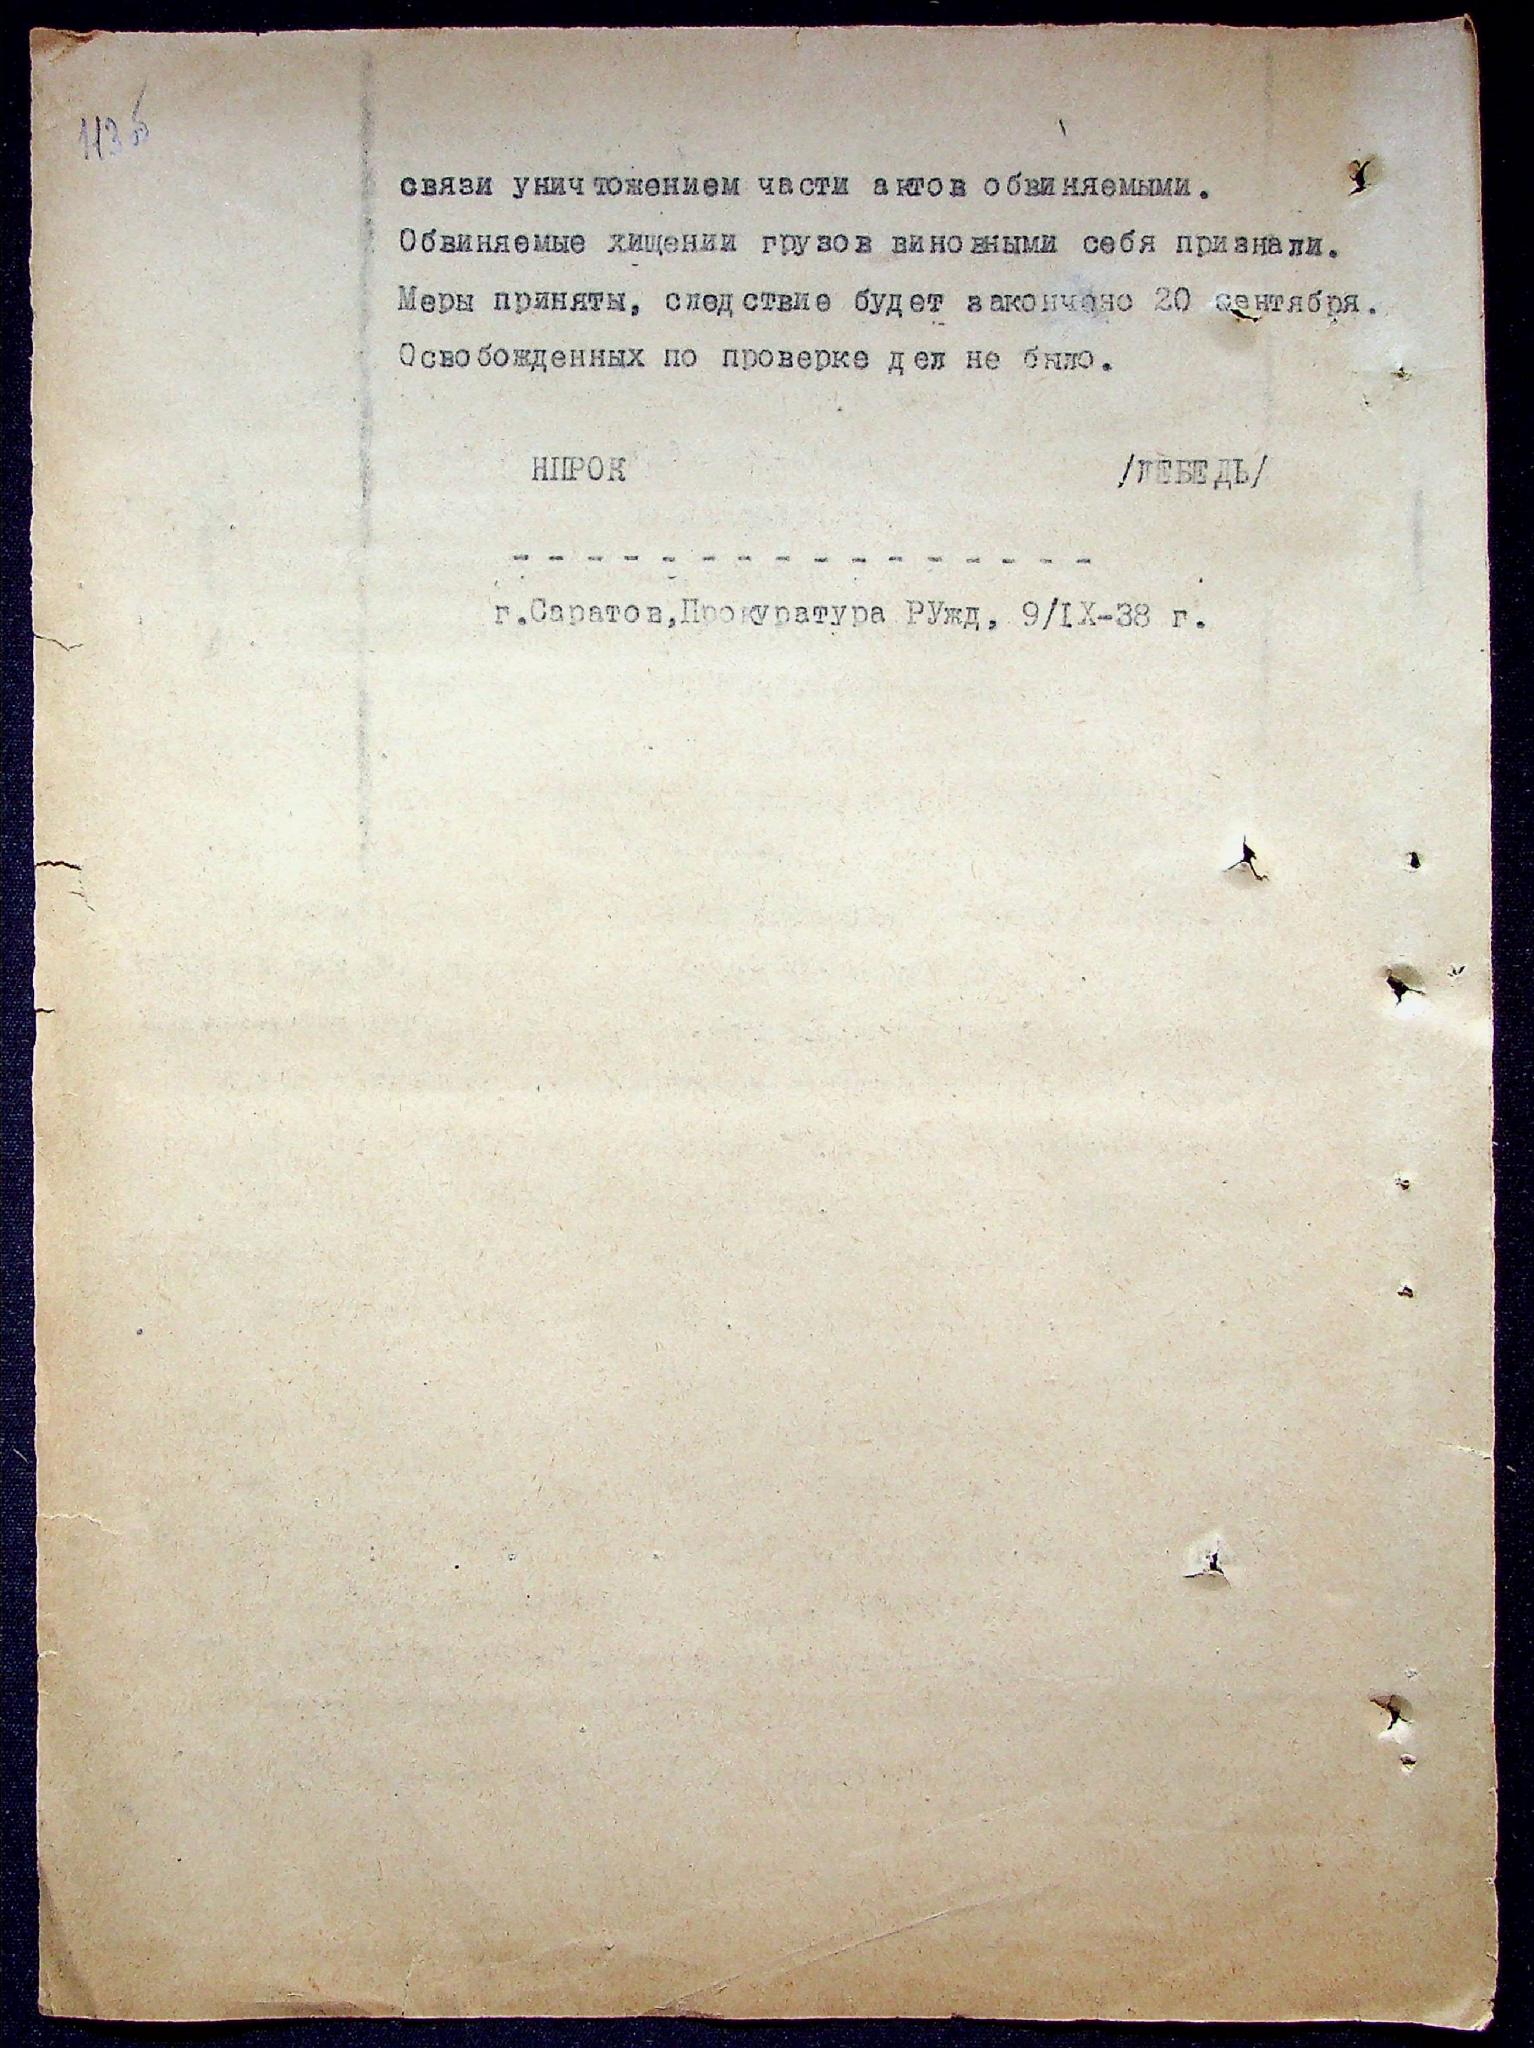 связи уничтожением части актов обвиняемыми.
Обвиняемые хищении грузов виновными себя признали.
Меры приняты, следствие будет закончено 20 сентября.
Освобожденных по проверке дел не было.
НПРОК /ЛЕБЕДЬ/
- - - - - - - - - - - - - - - -
г.Саратов,Прокуратура РУжд, 9/IX-38 г.